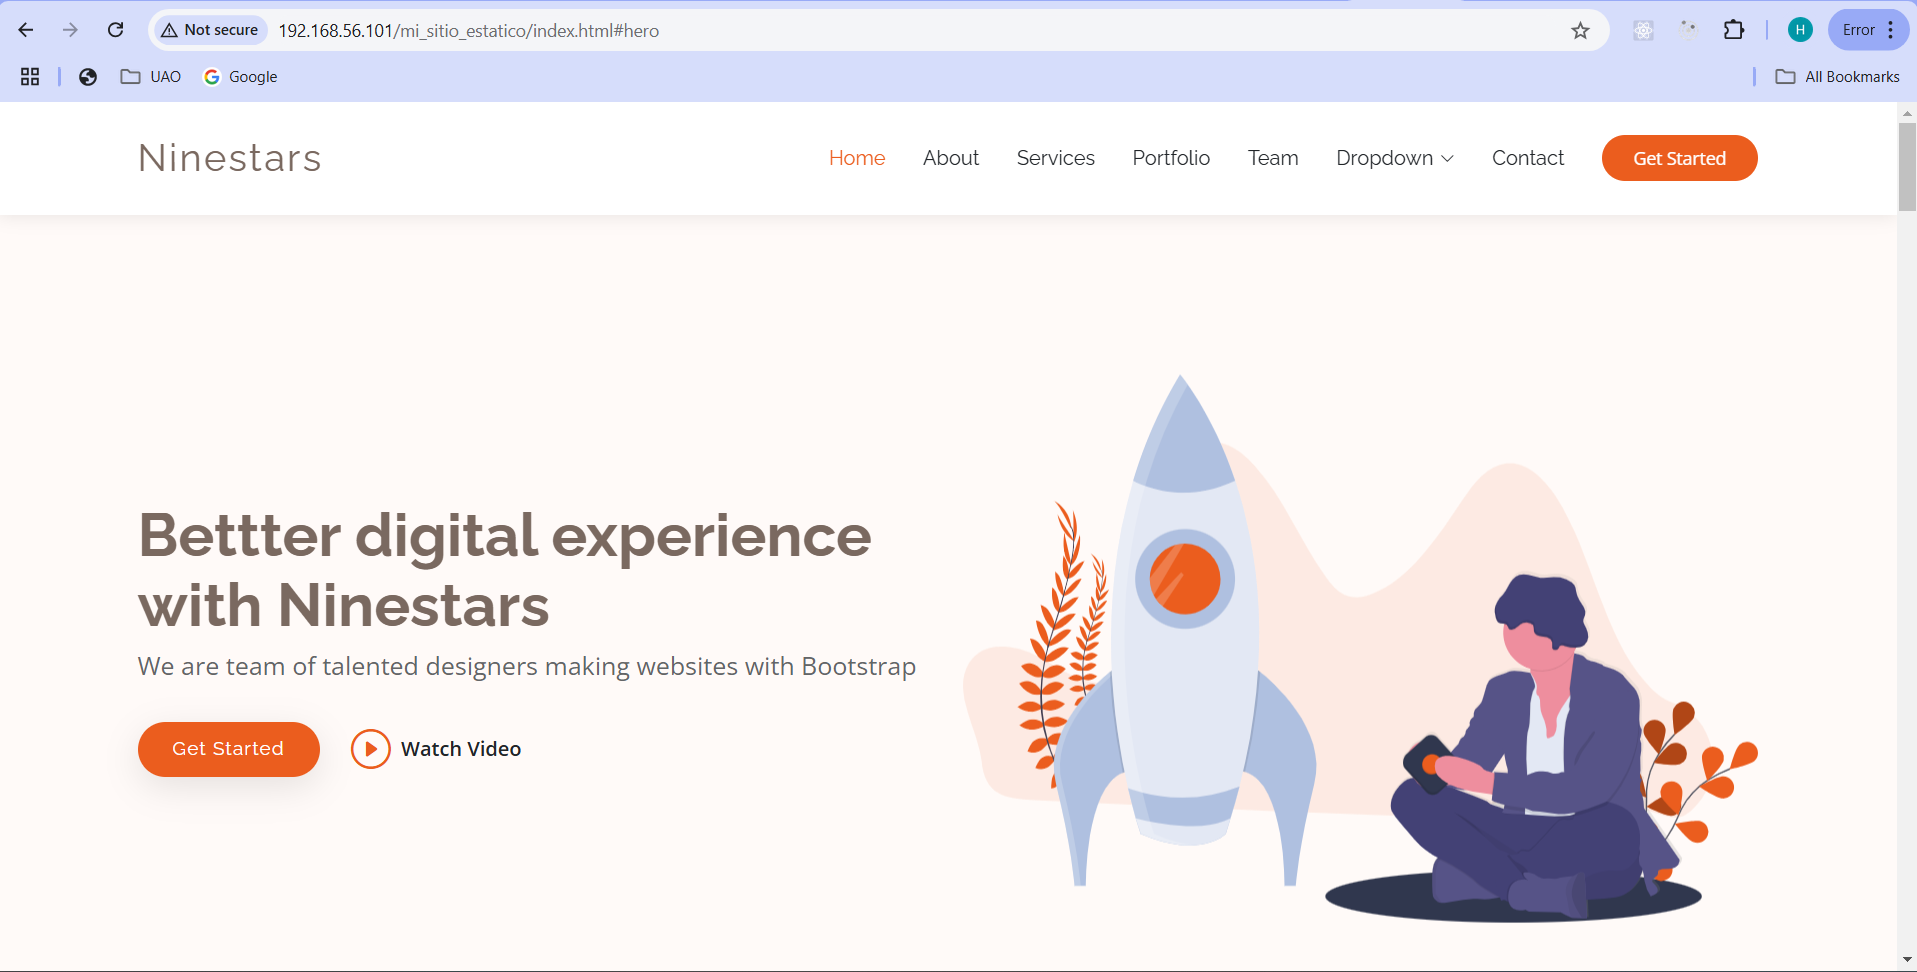 Not secure 192.168.56.101/mi_sitio_estatico/index.html#hero H Error
UAO Google All Bookmarks
Ninestars Home About Services Portfolio Team Dropdown Contact Get Started
Bettter digital experience
with Ninestars
We are team of talented designers making websites with Bootstrap
Get Started Watch Video